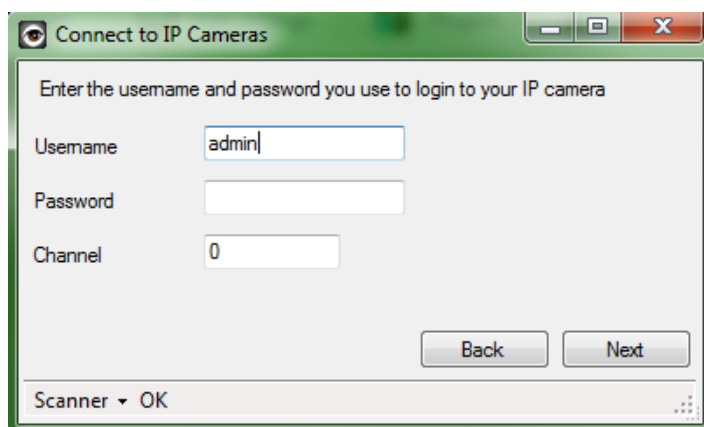 Connect to IP Cameras
Enter the username and password you use to login to your IP camera
Username
admin
Password
Channel
0
Back Next
Scanner OK